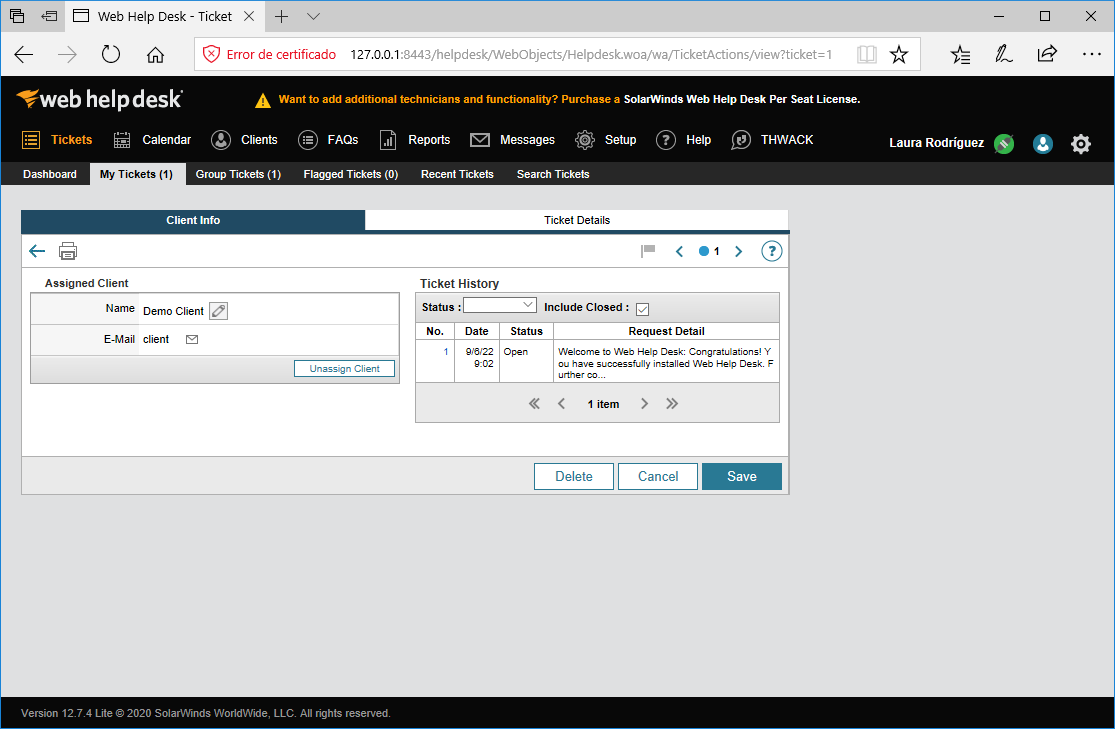 Web Help Desk - Ticket
Error de certificado 127.0.0.1:8443/helpdesk/WebObjects/Helpdesk.woa/wa/TicketActions/view?ticket=1
web help desk
Want to add additional technicians and functionality? Purchase a SolarWinds Web Help Desk Per Seat License.
Tickets Calendar Clients FAQs Reports Messages Setup Help THWACK
Laura Rodríguez
Dashboard My Tickets (1) Group Tickets (1) Flagged Tickets (0) Recent Tickets Search Tickets
Client Info Ticket Details
1 ?
Assigned Client
Name Demo Client
E-Mail client
Unassign Client
Ticket History
Status : Include Closed :
No. Date Status Request Detail
1 9/6/22 Open Welcome to Web Help Desk: Congratulations! Y
9:02 ou have successfully installed Web Help Desk. F
urther co...
1 item
Delete Cancel Save
Version 12.7.4 Lite © 2020 SolarWinds WorldWide, LLC. All rights reserved.